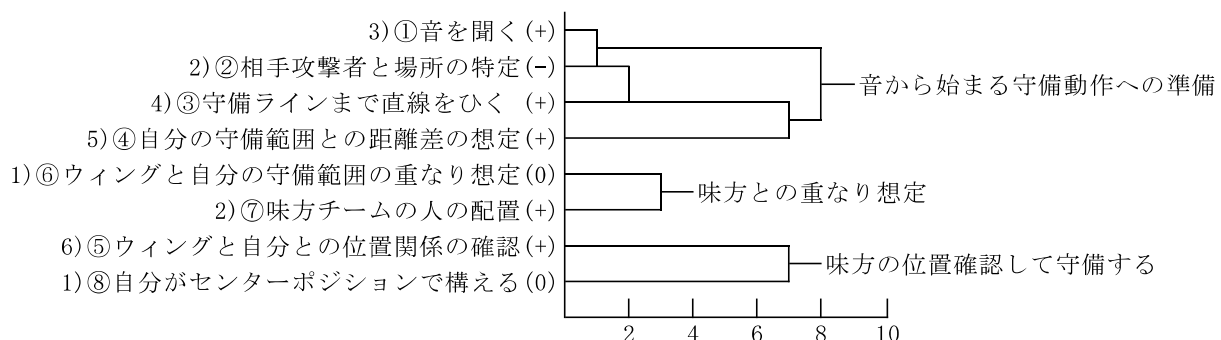 3)①音を聞く(+)
2)②相手攻撃者と場所の特定(−)
4)③守備ラインまで直線をひく (+)
5)④自分の守備範囲との距離差の想定(+)
音から始まる守備動作への準備
1)⑥ウィングと自分の守備範囲の重なり想定(0)
2)⑦味方チームの人の配置(+)
味方との重なり想定
6)⑤ウィングと自分との位置関係の確認(+)
1)⑧自分がセンターポジションで構える(0)
味方の位置確認して守備する
2 4 6 8 10